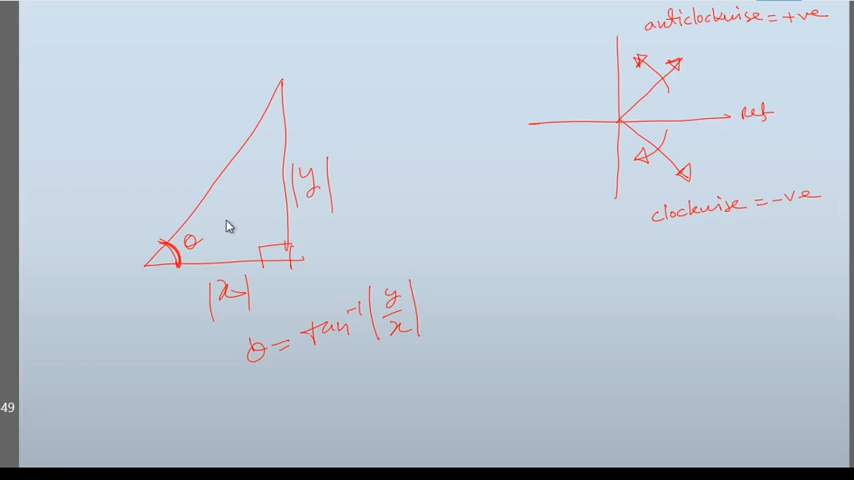 anticlockwise = +ve
Ref
clockwise = -ve
|y|
θ
|x|
θ = tan⁻¹ |y/x|
49